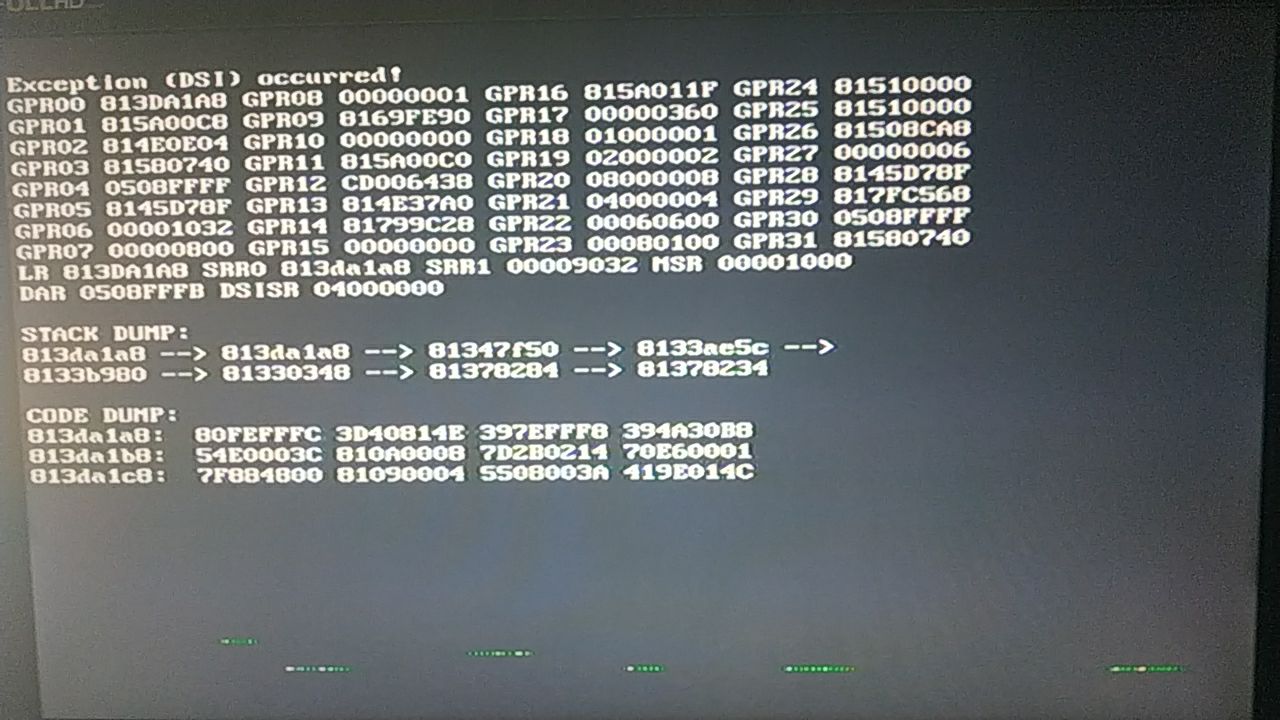 Exception (DSI) occurred!
GPR00 813DA1A8 GPR08 00000001 GPR16 815A011F GPR24 81510000
GPR01 815A00C8 GPR09 8169FE90 GPR17 00000360 GPR25 81510000
GPR02 814E0E04 GPR10 00000000 GPR18 01000001 GPR26 81508CA8
GPR03 81580740 GPR11 815A00C0 GPR19 02000002 GPR27 00000006
GPR04 0508FFFF GPR12 CD006438 GPR20 08000008 GPR28 8145D78F
GPR05 8145D78F GPR13 814E37A0 GPR21 04000004 GPR29 817FC568
GPR06 00001032 GPR14 81799C28 GPR22 00060600 GPR30 0508FFFF
GPR07 00000800 GPR15 00000000 GPR23 00080100 GPR31 81580740
LR 813DA1A8 SRR0 813da1a8 SRR1 00009032 MSR 00001000
DAR 0508FFFB DSISR 04000000
STACK DUMP:
813da1a8 --> 813da1a8 --> 81347f50 --> 8133ae5c -->
8133b980 --> 81330348 --> 81378284 --> 81378234
CODE DUMP:
813da1a8: 80FEFFFC 3D40814E 397EFFF8 394A30B8
813da1b8: 54E0003C 810A0008 7D2B0214 70E60001
813da1c8: 7F884800 81090004 5508003A 419E014C